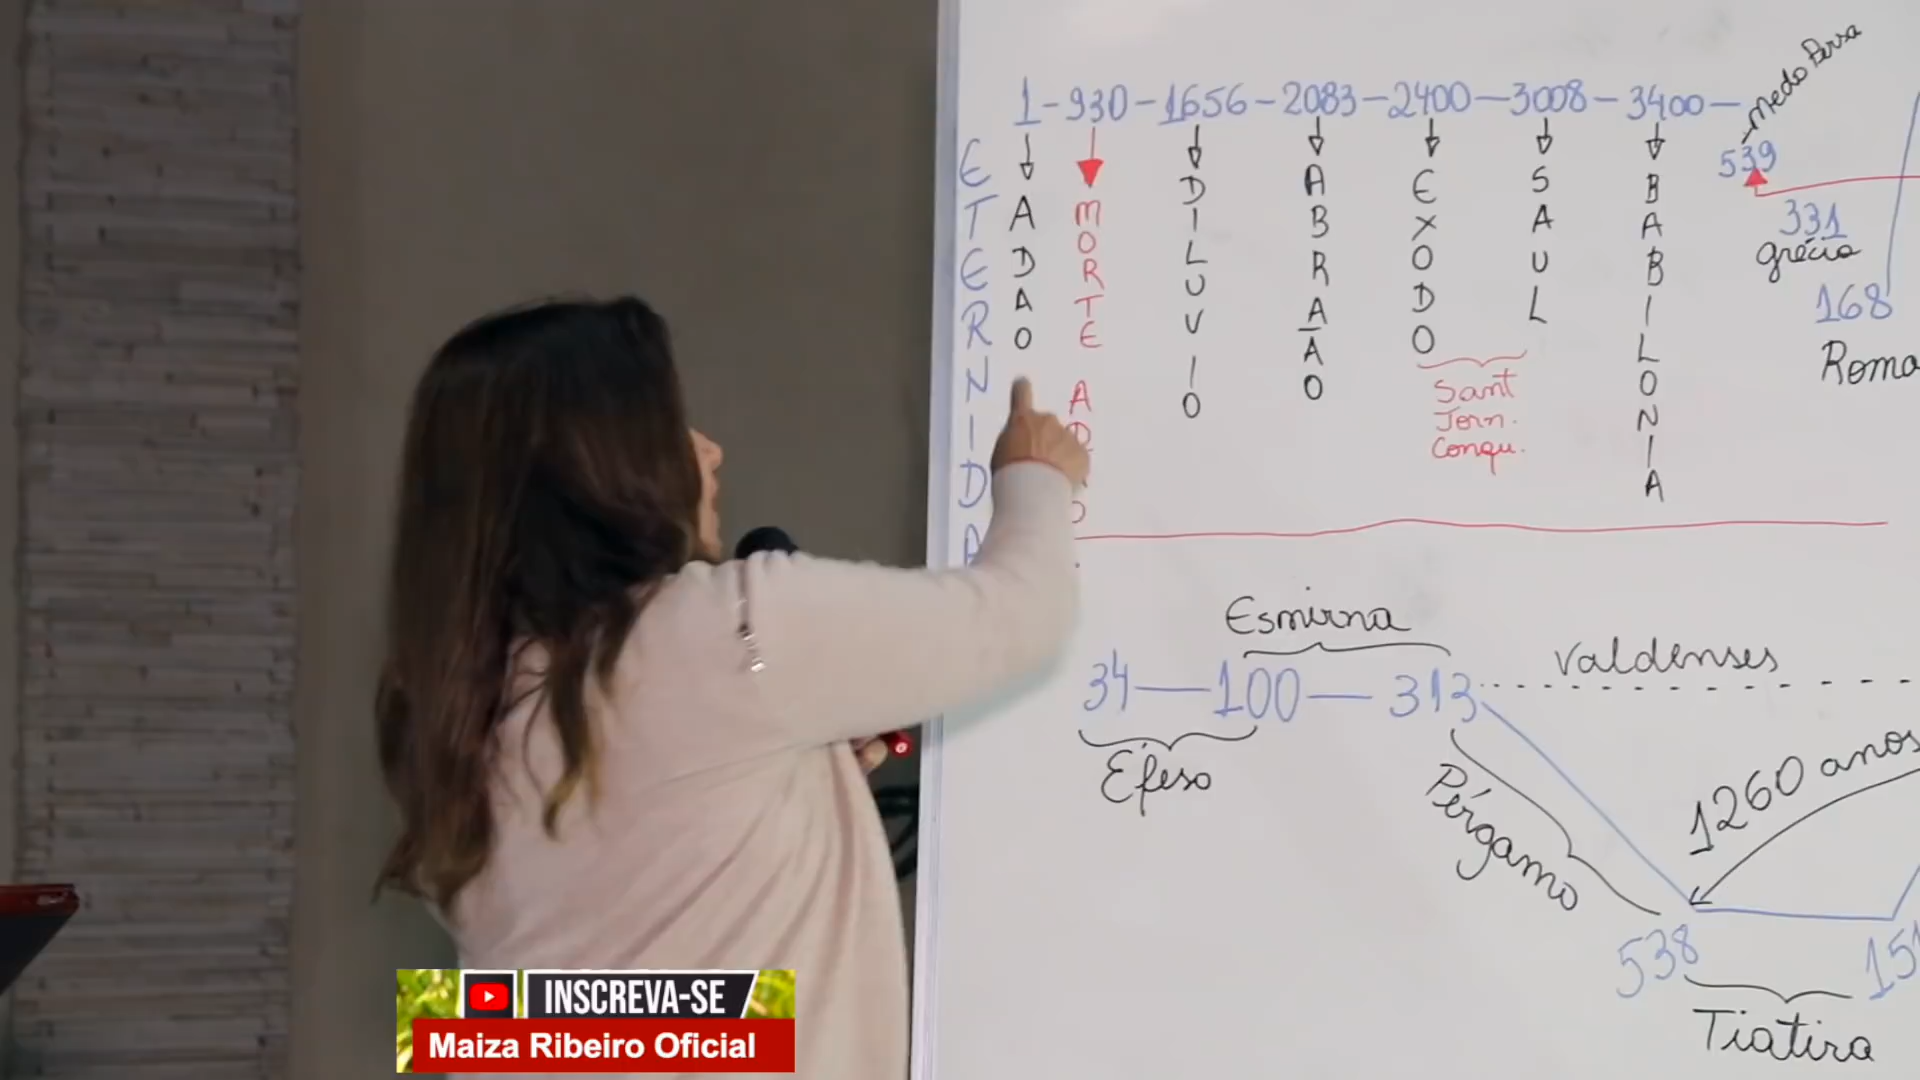 1-930-1656-2083-2400-3008-3400-
Medo Persa
539
331
Grécia
168
Roma
ETERNIDA
ADAO
MORTE
DILUVIO
ABRAÃO
EXODO
SAUL
BABILONIA
Sant
Jern.
Conqu.
Esmirna
Valdenses
34-100-313
Éfeso
Pérgamo
1260 anos
538
151
Tiatira
INSCREVA-SE
Maiza Ribeiro Oficial